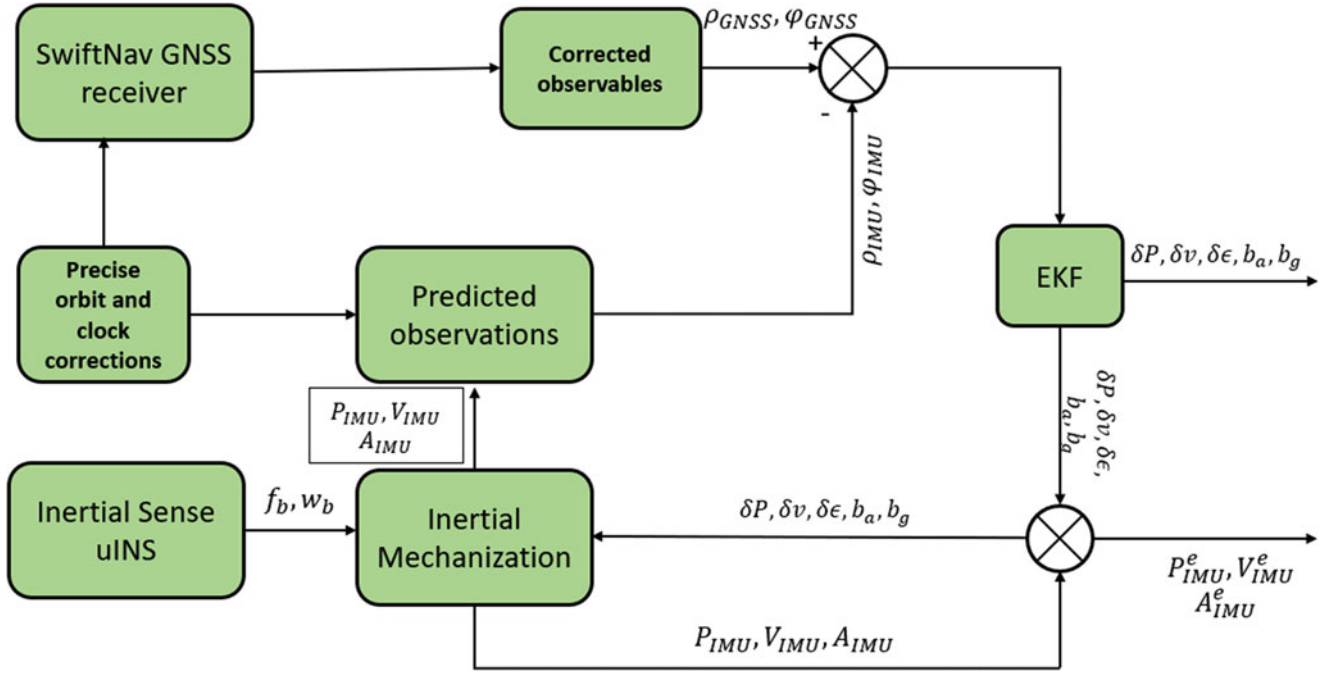 SwiftNav GNSS
receiver
Corrected
observables
ρ_GNSS, φ_GNSS
+
-
ρ_IMU, φ_IMU
Precise
orbit and
clock
corrections
Predicted
observations
EKF
δP, δv, δϵ, b_a, b_g
P_IMU, V_IMU
A_IMU
δP, δv, δϵ,
b_a, b_g
Inertial Sense
uINS
f_b, w_b
Inertial
Mechanization
δP, δv, δϵ, b_a, b_g
P^e_IMU, V^e_IMU
A^e_IMU
P_IMU, V_IMU, A_IMU